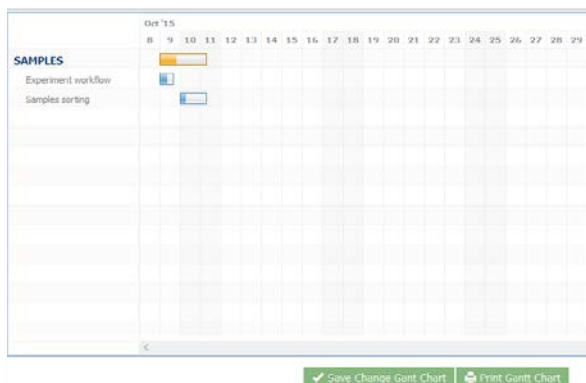 Oct '15
8 9 10 11 12 13 14 15 16 17 18 19 20 21 22 23 24 25 26 27 28 29
SAMPLES
Experiment workflow
Samples sorting
Save Change Gant Chart Print Gantt Chart